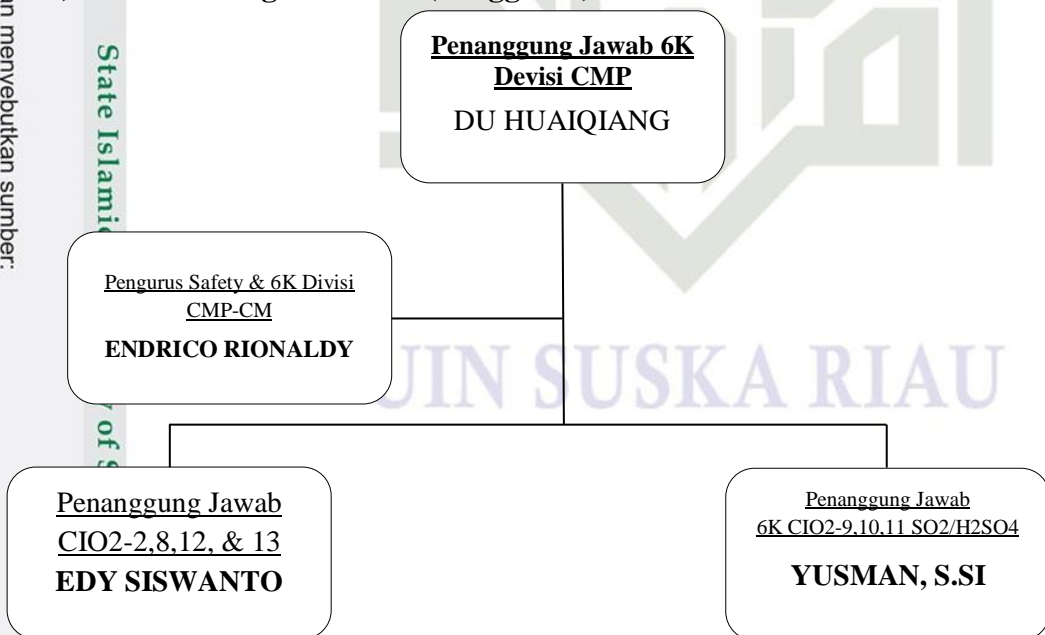 Penanggung Jawab 6K
Devisi CMP
DU HUAIQIANG
Pengurus Safety & 6K Divisi
CMP-CM
ENDRICO RIONALDY
Penanggung Jawab
CIO2-2,8,12, & 13
EDY SISWANTO
Penanggung Jawab
6K CIO2-9,10,11 SO2/H2SO4
YUSMAN, S.SI
UIN SUSKA RIAU
State Islamic
of
menyebutkan sumber: